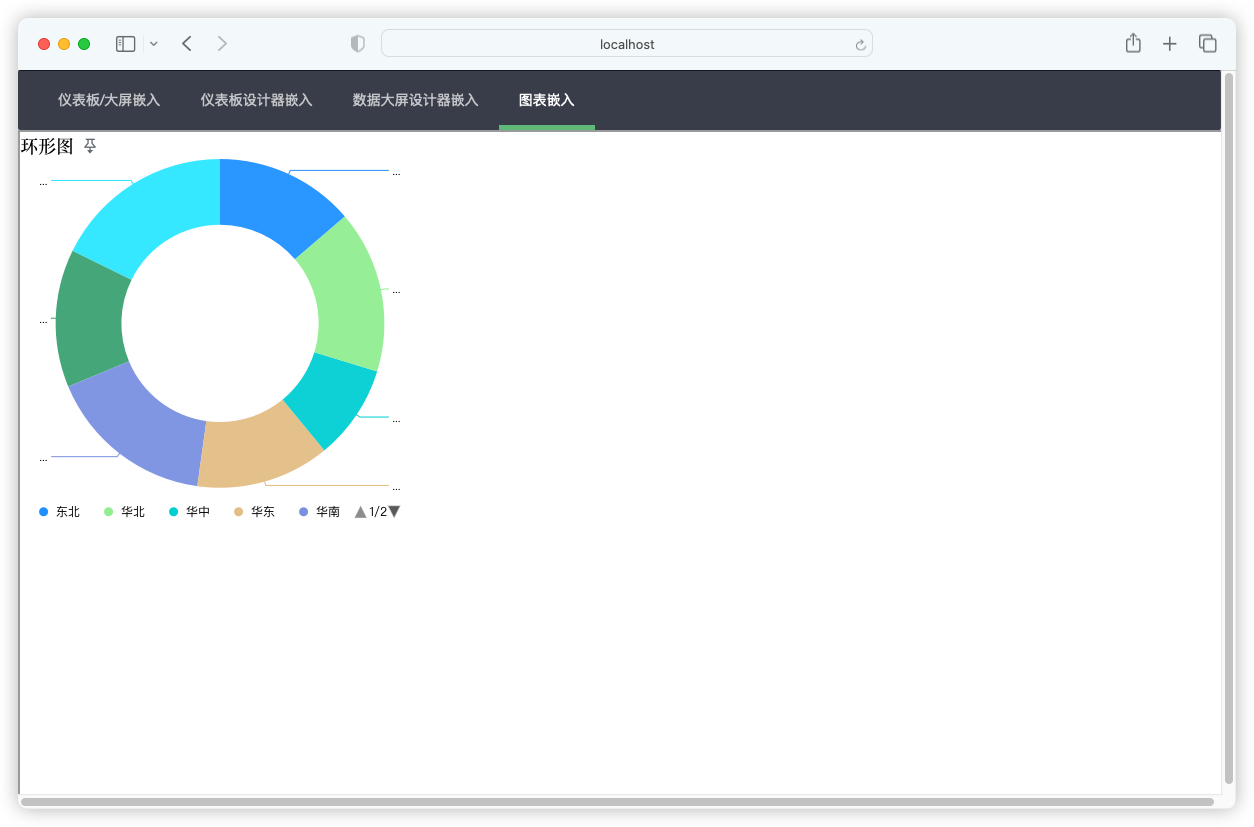 localhost
仪表板/大屏嵌入 仪表板设计器嵌入 数据大屏设计器嵌入 图表嵌入
环形图
... ...
...
...
...
... ...
东北 华北 华中 华东 华南 1/2